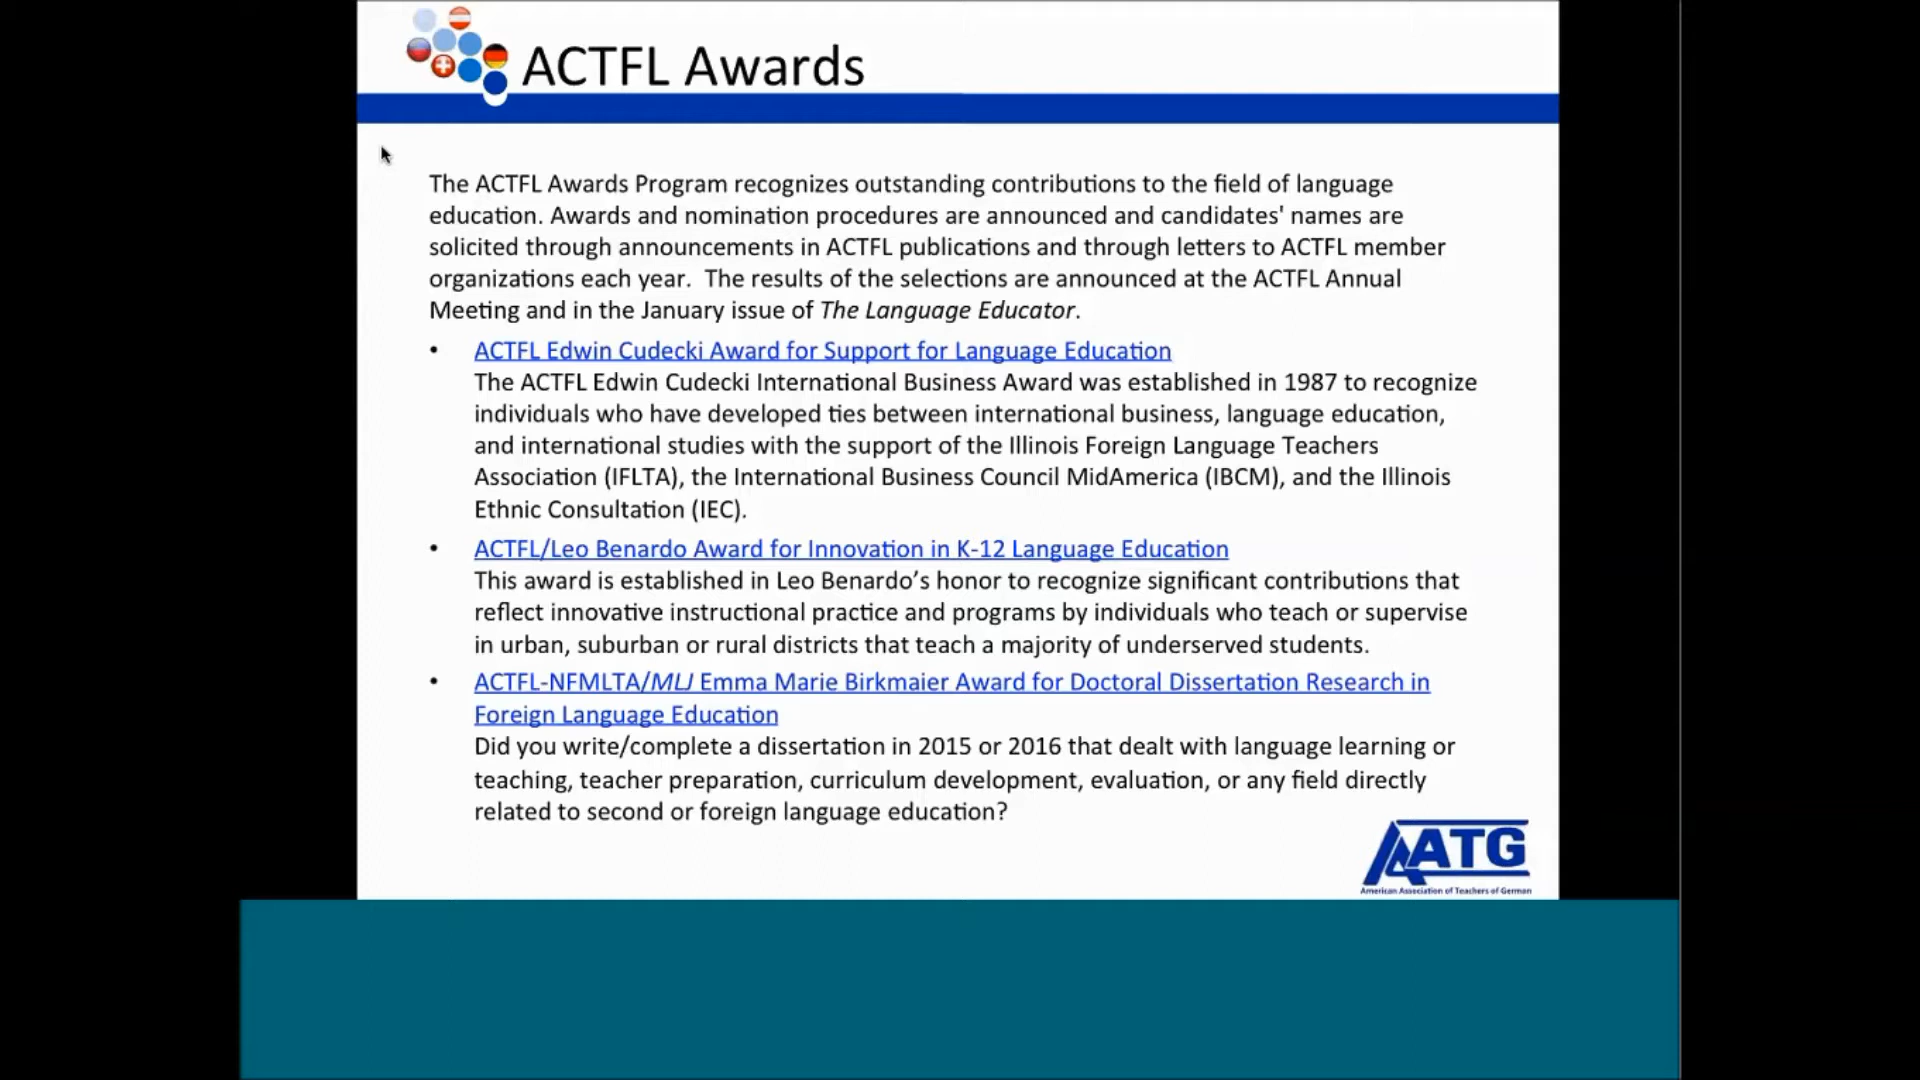 ACTFL Awards
The ACTFL Awards Program recognizes outstanding contributions to the field of language
education. Awards and nomination procedures are announced and candidates' names are
solicited through announcements in ACTFL publications and through letters to ACTFL member
organizations each year.  The results of the selections are announced at the ACTFL Annual
Meeting and in the January issue of The Language Educator.
• ACTFL Edwin Cudecki Award for Support for Language Education
The ACTFL Edwin Cudecki International Business Award was established in 1987 to recognize
individuals who have developed ties between international business, language education,
and international studies with the support of the Illinois Foreign Language Teachers
Association (IFLTA), the International Business Council MidAmerica (IBCM), and the Illinois
Ethnic Consultation (IEC).
• ACTFL/Leo Benardo Award for Innovation in K-12 Language Education
This award is established in Leo Benardo’s honor to recognize significant contributions that
reflect innovative instructional practice and programs by individuals who teach or supervise
in urban, suburban or rural districts that teach a majority of underserved students.
• ACTFL-NFMLTA/MLJ Emma Marie Birkmaier Award for Doctoral Dissertation Research in
Foreign Language Education
Did you write/complete a dissertation in 2015 or 2016 that dealt with language learning or
teaching, teacher preparation, curriculum development, evaluation, or any field directly
related to second or foreign language education?
AATG
American Association of Teachers of German